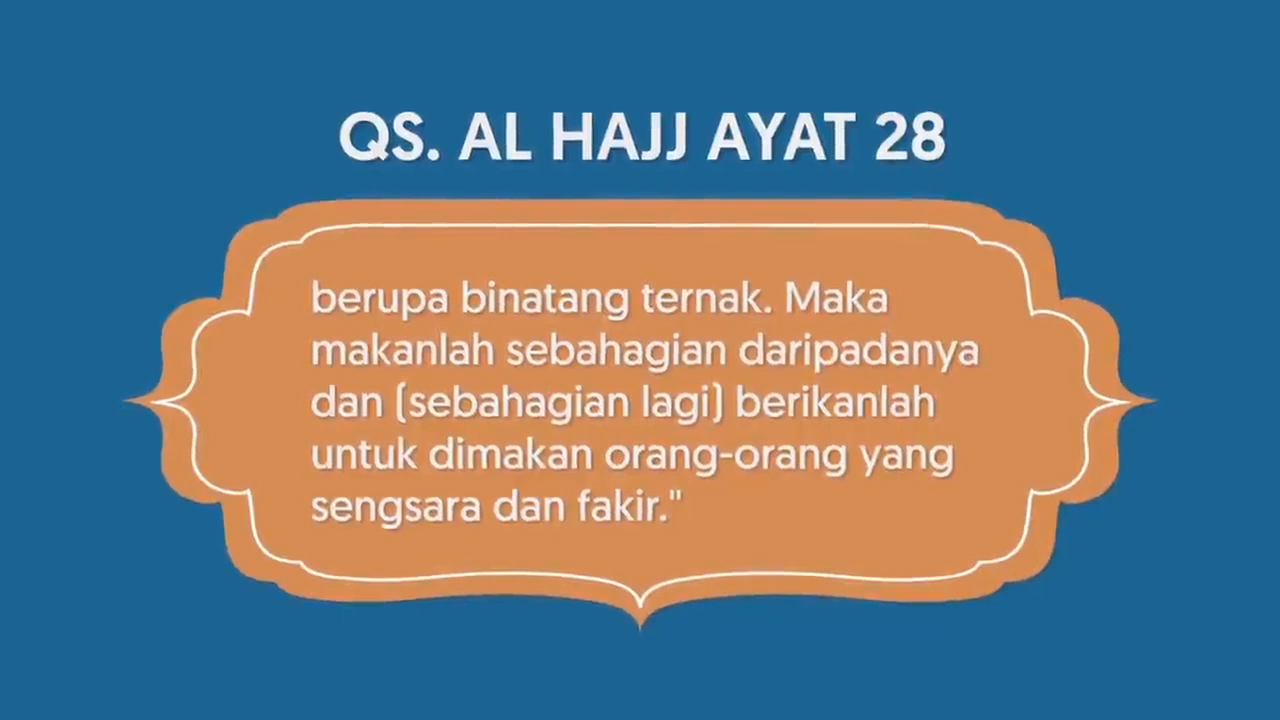 QS. AL HAJJ AYAT 28
berupa binatang ternak. Maka
makanlah sebahagian daripadanya
dan (sebahagian lagi) berikanlah
untuk dimakan orang-orang yang
sengsara dan fakir."